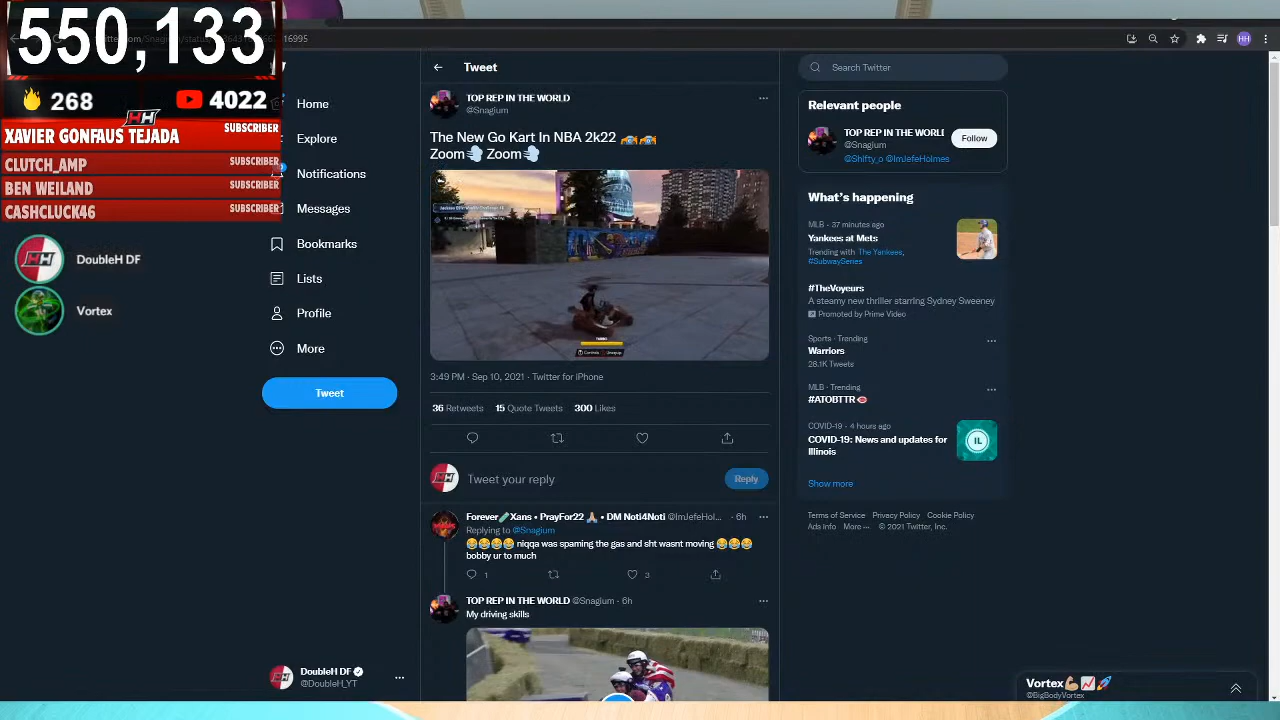 550,133
268
4022
XAVIER GONFAUS TEJADA SUBSCRIBER
CLUTCH_AMP SUBSCRIBER
BEN WEILAND SUBSCRIBER
CASHCLUCK46 SUBSCRIBER
DoubleH DF
Vortex
16995
HH
Home
Explore
Notifications
Messages
Bookmarks
Lists
Profile
More
Tweet
DoubleH DF
@DoubleH_YT
Tweet
TOP REP IN THE WORLD
@Snagium
The New Go Kart In NBA 2k22 🚓🚓
Zoom💨 Zoom💨
3:49 PM · Sep 10, 2021 · Twitter for iPhone
36 Retweets 15 Quote Tweets 300 Likes
Tweet your reply
Reply
Forever🧪Xans • PrayFor22 🙏🏼 • DM Noti4Noti @ImJefeHol... · 6h
Replying to @Snagium
😂😂😂😂 niqqa was spaming the gas and sht wasnt moving 😂😂😂
bobby ur to much
1
3
TOP REP IN THE WORLD @Snagium · 6h
My driving skills
Search Twitter
Relevant people
TOP REP IN THE WORLD
@Snagium
Follow
@Shifty_o @ImJefeHolmes
What's happening
MLB · 37 minutes ago
Yankees at Mets
Trending with The Yankees,
#SubwaySeries
#TheVoyeurs
A steamy new thriller starring Sydney Sweeney
Promoted by Prime Video
Sports · Trending
Warriors
28.1K Tweets
MLB · Trending
#ATOBTTR
COVID-19 · 4 hours ago
COVID-19: News and updates for
Illinois
IL
Show more
Terms of Service Privacy Policy Cookie Policy
Ad Info More ··· © 2021 Twitter, Inc.
Vortex💪🏽📈🚀
@BigBodyVortex